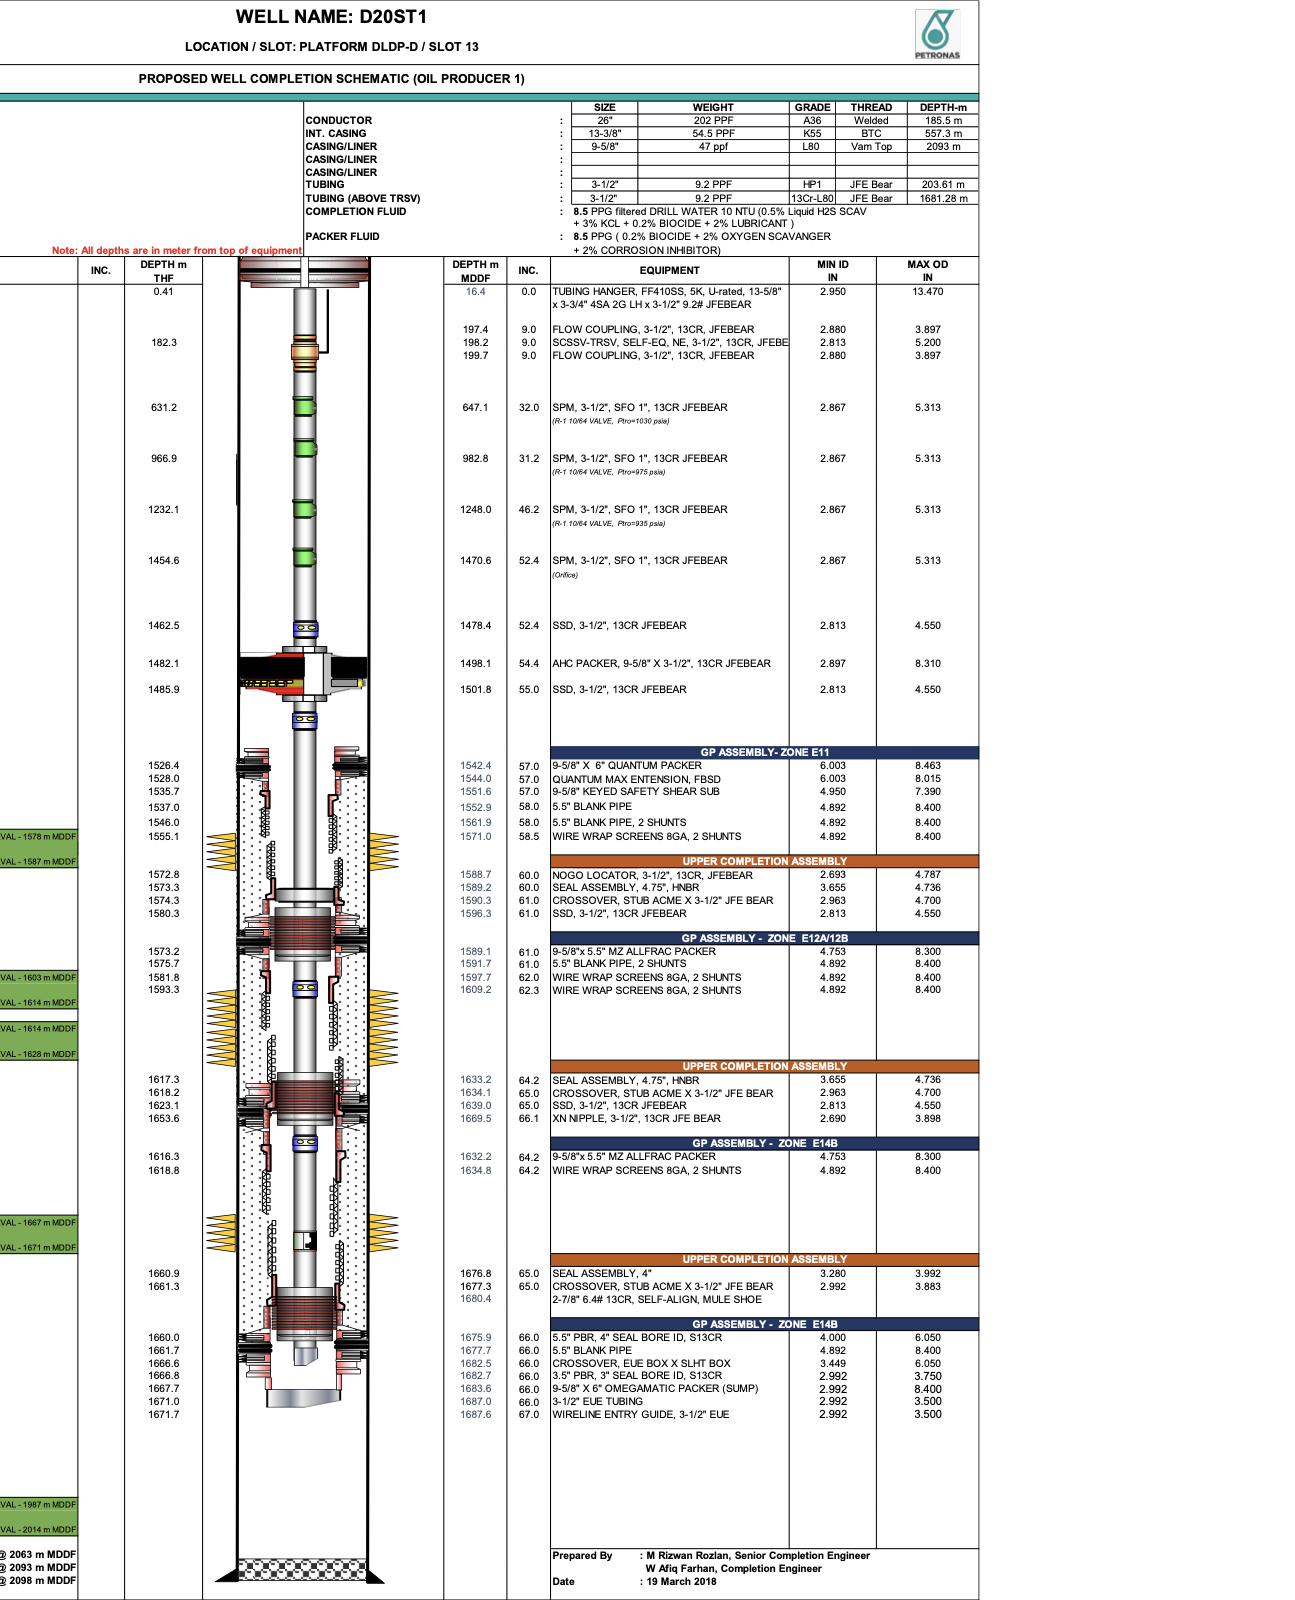 WELL NAME: D20ST1
LOCATION / SLOT: PLATFORM DLDP-D / SLOT 13
PETRONAS
PROPOSED WELL COMPLETION SCHEMATIC (OIL PRODUCER 1)
SIZE WEIGHT GRADE THREAD DEPTH-m
CONDUCTOR : 26" 202 PPF A36 Welded 185.5 m
INT. CASING : 13-3/8" 54.5 PPF K55 BTC 557.3 m
CASING/LINER : 9-5/8" 47 ppf L80 Vam Top 2093 m
CASING/LINER :
CASING/LINER :
TUBING : 3-1/2" 9.2 PPF HP1 JFE Bear 203.61 m
TUBING (ABOVE TRSV) : 3-1/2" 9.2 PPF 13Cr-L80 JFE Bear 1681.28 m
COMPLETION FLUID : 8.5 PPG filtered DRILL WATER 10 NTU (0.5% Liquid H2S SCAV
+ 3% KCL + 0.2% BIOCIDE + 2% LUBRICANT )
PACKER FLUID : 8.5 PPG ( 0.2% BIOCIDE + 2% OXYGEN SCAVANGER
+ 2% CORROSION INHIBITOR)
Note: All depths are in meter from top of equipment
INC. DEPTH m DEPTH m INC. EQUIPMENT MIN ID MAX OD
THF MDDF IN IN
0.41 16.4 0.0 TUBING HANGER, FF410SS, 5K, U-rated, 13-5/8" 2.950 13.470
x 3-3/4" 4SA 2G LH x 3-1/2" 9.2# JFEBEAR
197.4 9.0 FLOW COUPLING, 3-1/2", 13CR, JFEBEAR 2.880 3.897
182.3 198.2 9.0 SCSSV-TRSV, SELF-EQ, NE, 3-1/2", 13CR, JFEBE 2.813 5.200
199.7 9.0 FLOW COUPLING, 3-1/2", 13CR, JFEBEAR 2.880 3.897
631.2 647.1 32.0 SPM, 3-1/2", SFO 1", 13CR JFEBEAR 2.867 5.313
(R-1 10/64 VALVE, Ptro=1030 psia)
966.9 982.8 31.2 SPM, 3-1/2", SFO 1", 13CR JFEBEAR 2.867 5.313
(R-1 10/64 VALVE, Ptro=975 psia)
1232.1 1248.0 46.2 SPM, 3-1/2", SFO 1", 13CR JFEBEAR 2.867 5.313
(R-1 10/64 VALVE, Ptro=935 psia)
1454.6 1470.6 52.4 SPM, 3-1/2", SFO 1", 13CR JFEBEAR 2.867 5.313
(Orifice)
1462.5 1478.4 52.4 SSD, 3-1/2", 13CR JFEBEAR 2.813 4.550
1482.1 1498.1 54.4 AHC PACKER, 9-5/8" X 3-1/2", 13CR JFEBEAR 2.897 8.310
1485.9 1501.8 55.0 SSD, 3-1/2", 13CR JFEBEAR 2.813 4.550
GP ASSEMBLY- ZONE E11
1526.4 1542.4 57.0 9-5/8" X 6" QUANTUM PACKER 6.003 8.463
1528.0 1544.0 57.0 QUANTUM MAX ENTENSION, FBSD 6.003 8.015
1535.7 1551.6 57.0 9-5/8" KEYED SAFETY SHEAR SUB 4.950 7.390
1537.0 1552.9 58.0 5.5" BLANK PIPE 4.892 8.400
1546.0 1561.9 58.0 5.5" BLANK PIPE, 2 SHUNTS 4.892 8.400
VAL - 1578 m MDDF 1555.1 1571.0 58.5 WIRE WRAP SCREENS 8GA, 2 SHUNTS 4.892 8.400
VAL - 1587 m MDDF UPPER COMPLETION ASSEMBLY
1572.8 1588.7 60.0 NOGO LOCATOR, 3-1/2", 13CR, JFEBEAR 2.693 4.787
1573.3 1589.2 60.0 SEAL ASSEMBLY, 4.75", HNBR 3.655 4.736
1574.3 1590.3 61.0 CROSSOVER, STUB ACME X 3-1/2" JFE BEAR 2.963 4.700
1580.3 1596.3 61.0 SSD, 3-1/2", 13CR JFEBEAR 2.813 4.550
GP ASSEMBLY - ZONE E12A/12B
1573.2 1589.1 61.0 9-5/8"x 5.5" MZ ALLFRAC PACKER 4.753 8.300
1575.7 1591.7 61.0 5.5" BLANK PIPE, 2 SHUNTS 4.892 8.400
VAL - 1603 m MDDF 1581.8 1597.7 62.0 WIRE WRAP SCREENS 8GA, 2 SHUNTS 4.892 8.400
1593.3 1609.2 62.3 WIRE WRAP SCREENS 8GA, 2 SHUNTS 4.892 8.400
VAL - 1614 m MDDF
VAL - 1614 m MDDF
VAL - 1628 m MDDF
UPPER COMPLETION ASSEMBLY
1617.3 1633.2 64.2 SEAL ASSEMBLY, 4.75", HNBR 3.655 4.736
1618.2 1634.1 65.0 CROSSOVER, STUB ACME X 3-1/2" JFE BEAR 2.963 4.700
1623.1 1639.0 65.0 SSD, 3-1/2", 13CR JFEBEAR 2.813 4.550
1653.6 1669.5 66.1 XN NIPPLE, 3-1/2", 13CR JFE BEAR 2.690 3.898
GP ASSEMBLY - ZONE E14B
1616.3 1632.2 64.2 9-5/8"x 5.5" MZ ALLFRAC PACKER 4.753 8.300
1618.8 1634.8 64.2 WIRE WRAP SCREENS 8GA, 2 SHUNTS 4.892 8.400
VAL - 1667 m MDDF
VAL - 1671 m MDDF
UPPER COMPLETION ASSEMBLY
1660.9 1676.8 65.0 SEAL ASSEMBLY, 4" 3.280 3.992
1661.3 1677.3 65.0 CROSSOVER, STUB ACME X 3-1/2" JFE BEAR 2.992 3.883
1680.4 2-7/8" 6.4# 13CR, SELF-ALIGN, MULE SHOE
GP ASSEMBLY - ZONE E14B
1660.0 1675.9 66.0 5.5" PBR, 4" SEAL BORE ID, S13CR 4.000 6.050
1661.7 1677.7 66.0 5.5" BLANK PIPE 4.892 8.400
1666.6 1682.5 66.0 CROSSOVER, EUE BOX X SLHT BOX 3.449 6.050
1666.8 1682.7 66.0 3.5" PBR, 3" SEAL BORE ID, S13CR 2.992 3.750
1667.7 1683.6 66.0 9-5/8" X 6" OMEGAMATIC PACKER (SUMP) 2.992 8.400
1671.0 1687.0 66.0 3-1/2" EUE TUBING 2.992 3.500
1671.7 1687.6 67.0 WIRELINE ENTRY GUIDE, 3-1/2" EUE 2.992 3.500
VAL - 1987 m MDDF
VAL - 2014 m MDDF
@ 2063 m MDDF Prepared By : M Rizwan Rozlan, Senior Completion Engineer
@ 2093 m MDDF W Afiq Farhan, Completion Engineer
@ 2098 m MDDF Date : 19 March 2018